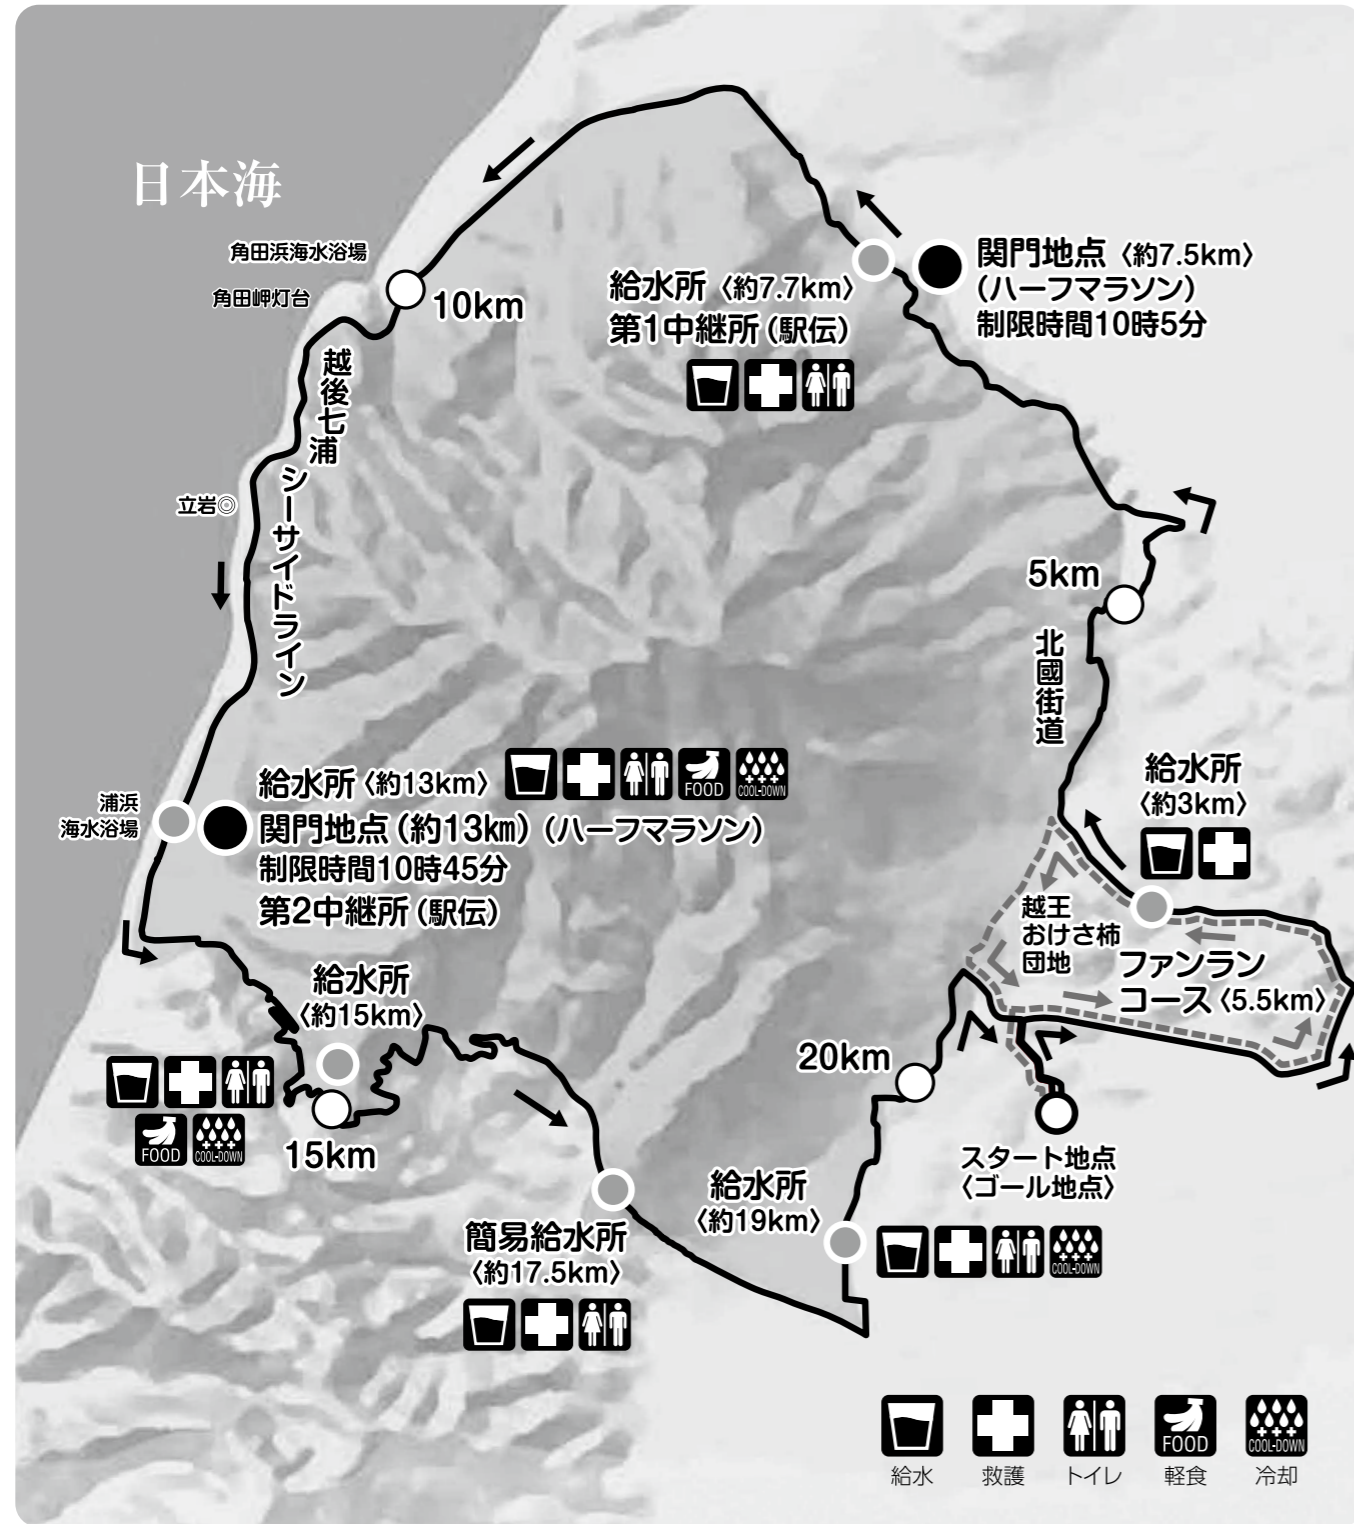 日本海
角田浜海水浴場
角田岬灯台
10km
給水所〈約7.7km〉
第1中継所(駅伝)
関門地点〈約7.5km〉
(ハーフマラソン)
制限時間10時5分
越後七浦
シーサイドライン
立岩◎
5km
北國街道
給水所
〈約3km〉
浦浜
海水浴場
給水所〈約13km〉
FOOD
COOL-DOWN
関門地点(約13㎞)(ハーフマラソン)
制限時間10時45分
第2中継所(駅伝)
越王
おけさ柿
団地
ファンラン
コース〈5.5km〉
給水所
〈約15km〉
FOOD
COOL-DOWN
15km
20km
スタート地点
〈ゴール地点〉
給水所
〈約19km〉
COOL-DOWN
簡易給水所
〈約17.5km〉
FOOD
COOL-DOWN
給水
救護
トイレ
軽食
冷却